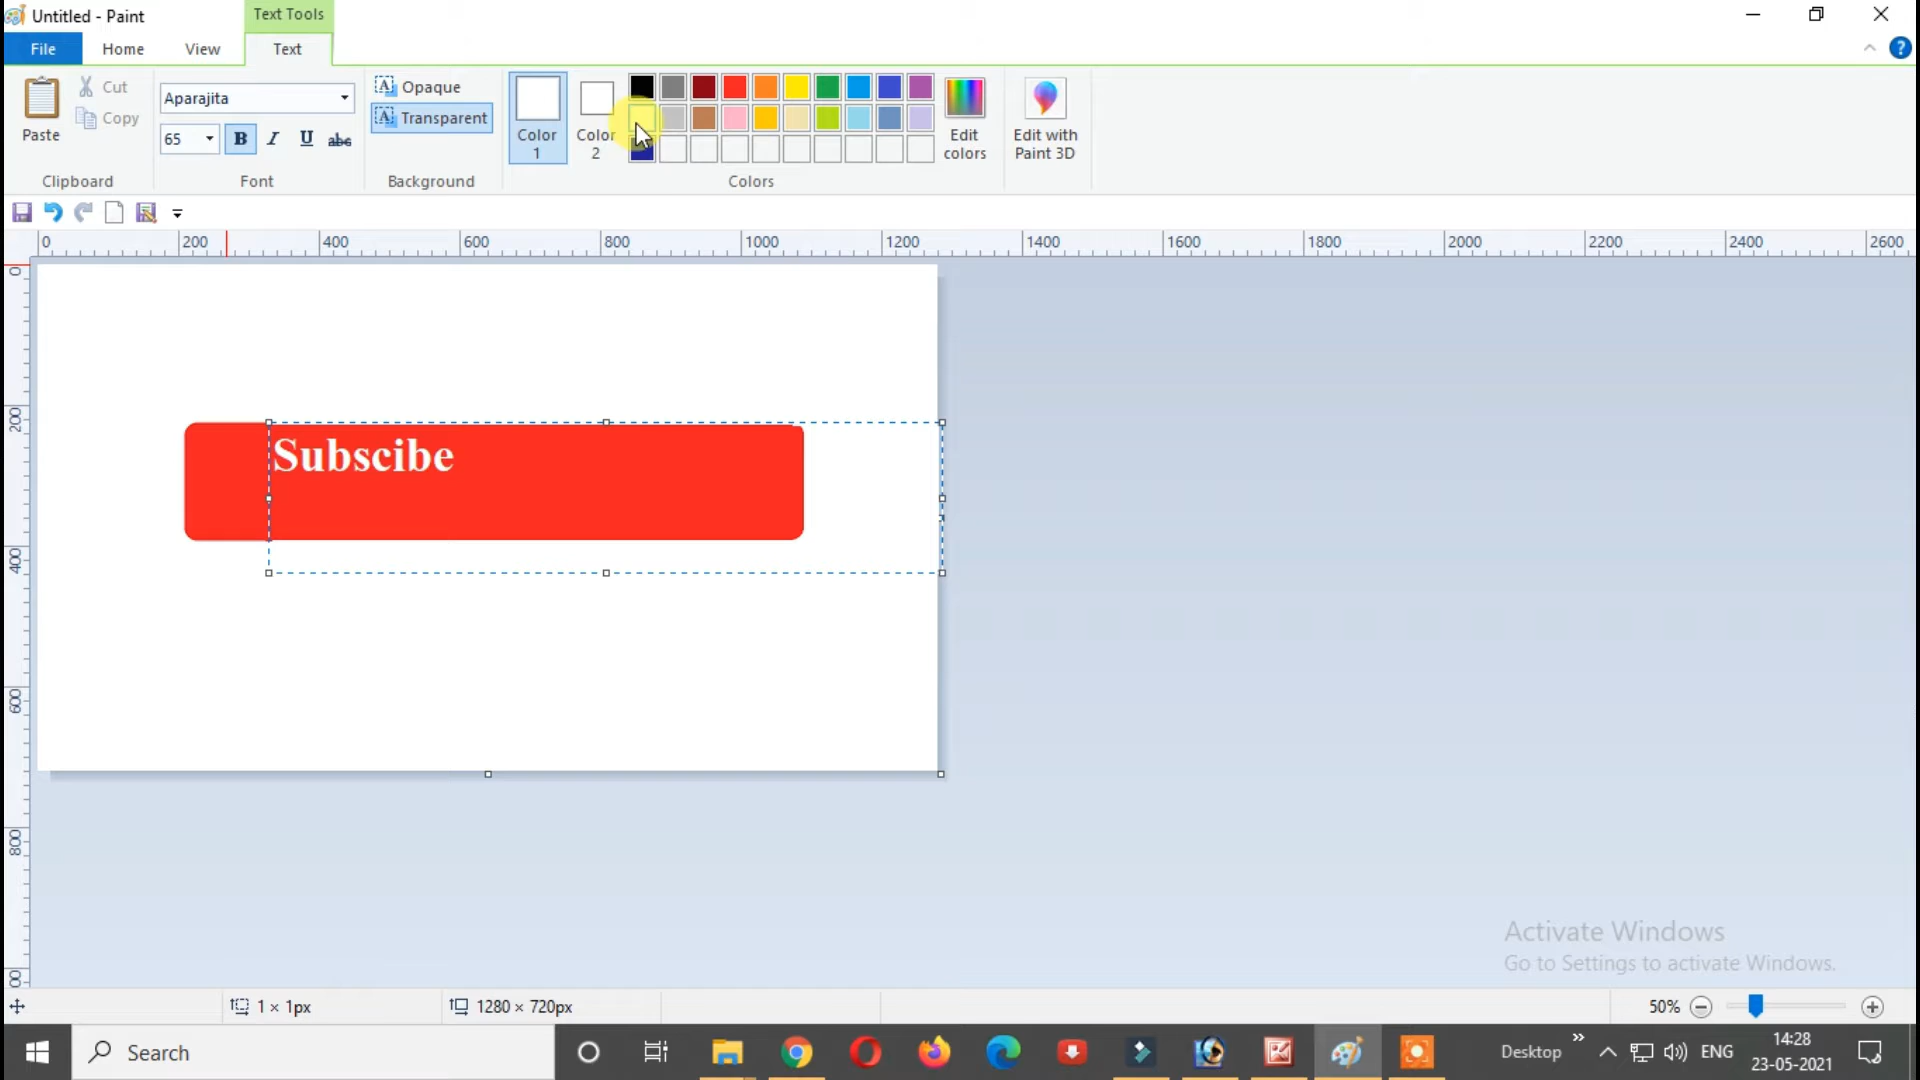 Untitled - Paint
Text Tools
File
Home
View
Text
Paste
Cut
Copy
Clipboard
Aparajita
65
B
I
U
abc
Font
Opaque
Transparent
Background
Color
1
Color
2
Edit
colors
Colors
Edit with
Paint 3D
0
200
400
600
800
1000
1200
1400
1600
1800
2000
2200
2400
2600
0
200
400
600
800
Subscibe
Activate Windows
Go to Settings to activate Windows.
1 × 1px
1280 × 720px
50%
Search
Desktop
ENG
14:28
23-05-2021